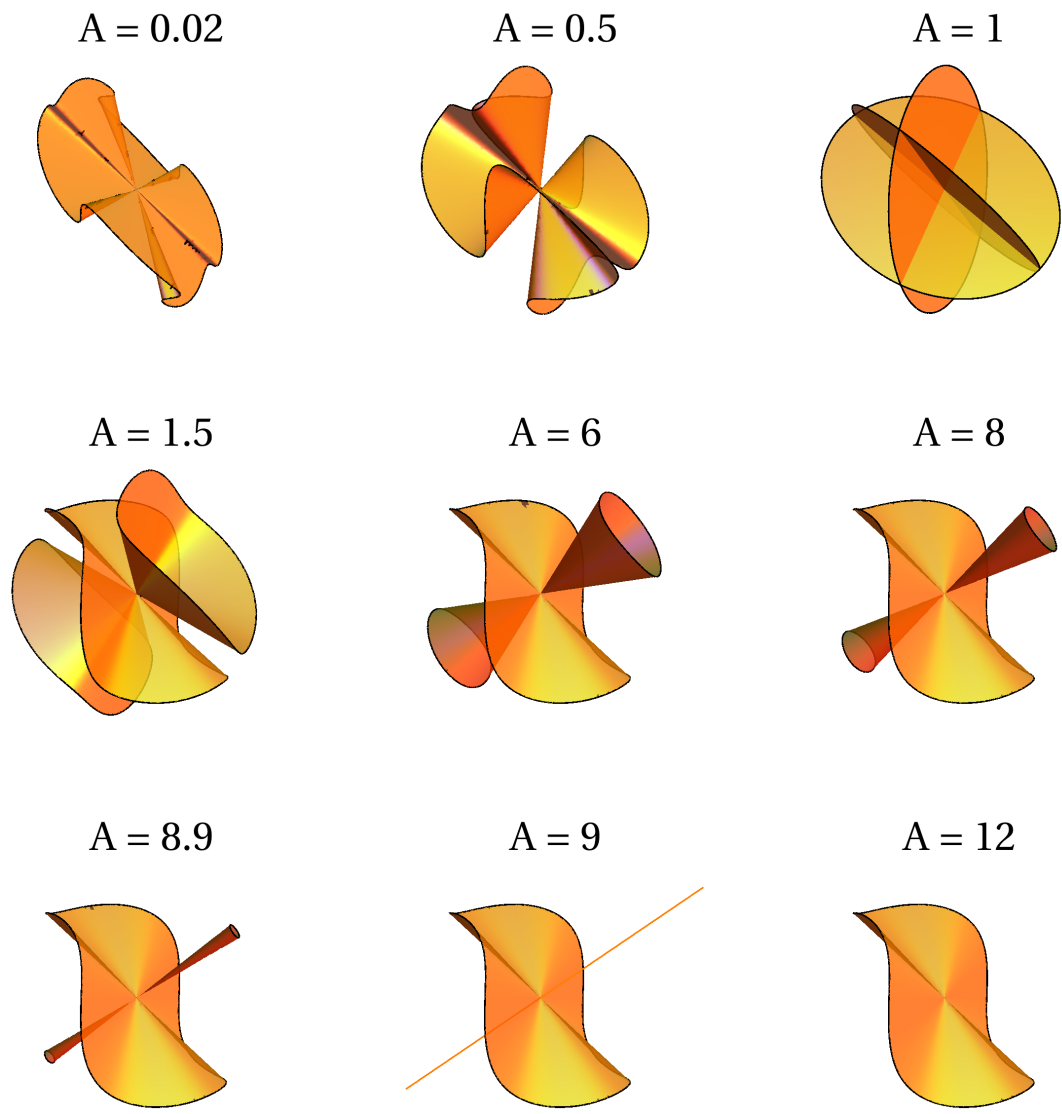 A = 0.02
A = 0.5
A = 1
A = 1.5
A = 6
A = 8
A = 8.9
A = 9
A = 12